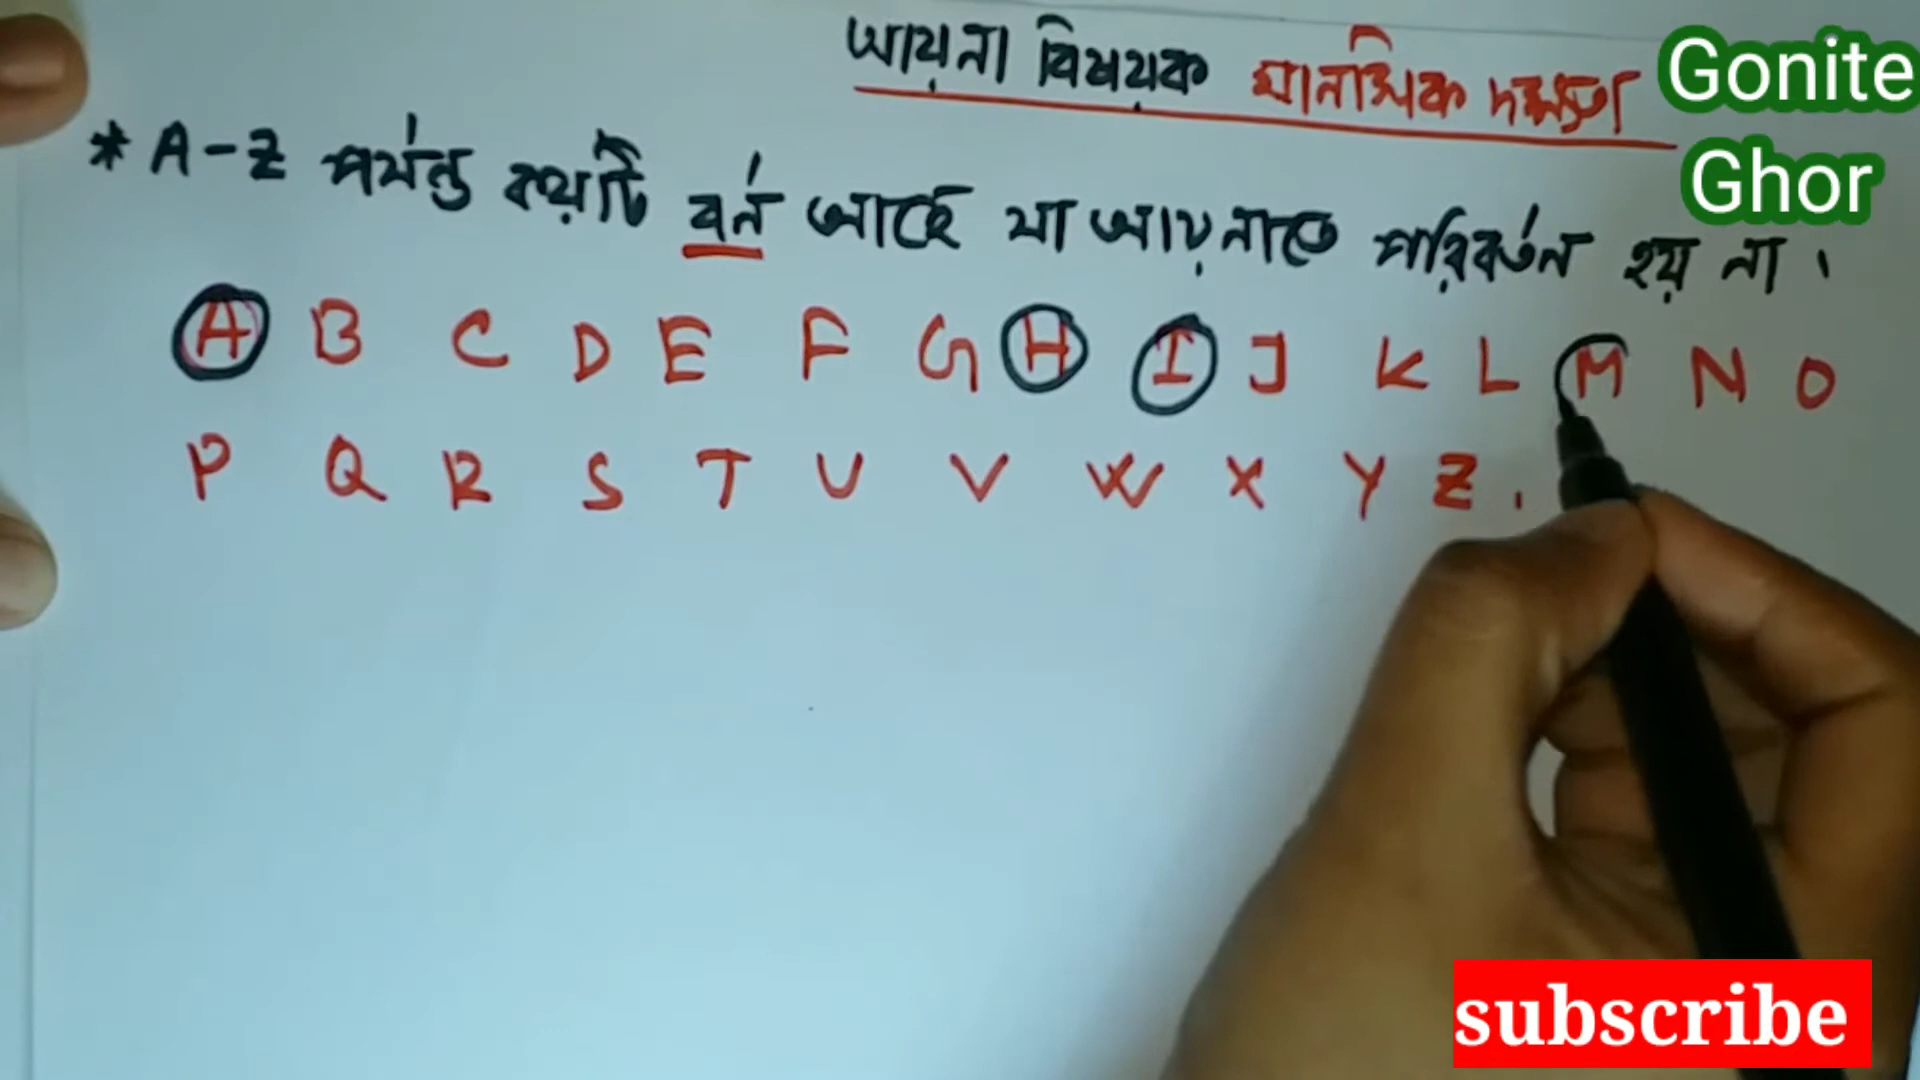 আয়না বিষয়ক মানসিক দক্ষতা
Gonite
Ghor
* A-Z পর্যন্ত কয়টি বর্ন আছে যা আয়নাতে পরিবর্তন হয় না।
A B C D E F G H I J K L M N O
P Q R S T U V W X Y Z .
subscribe